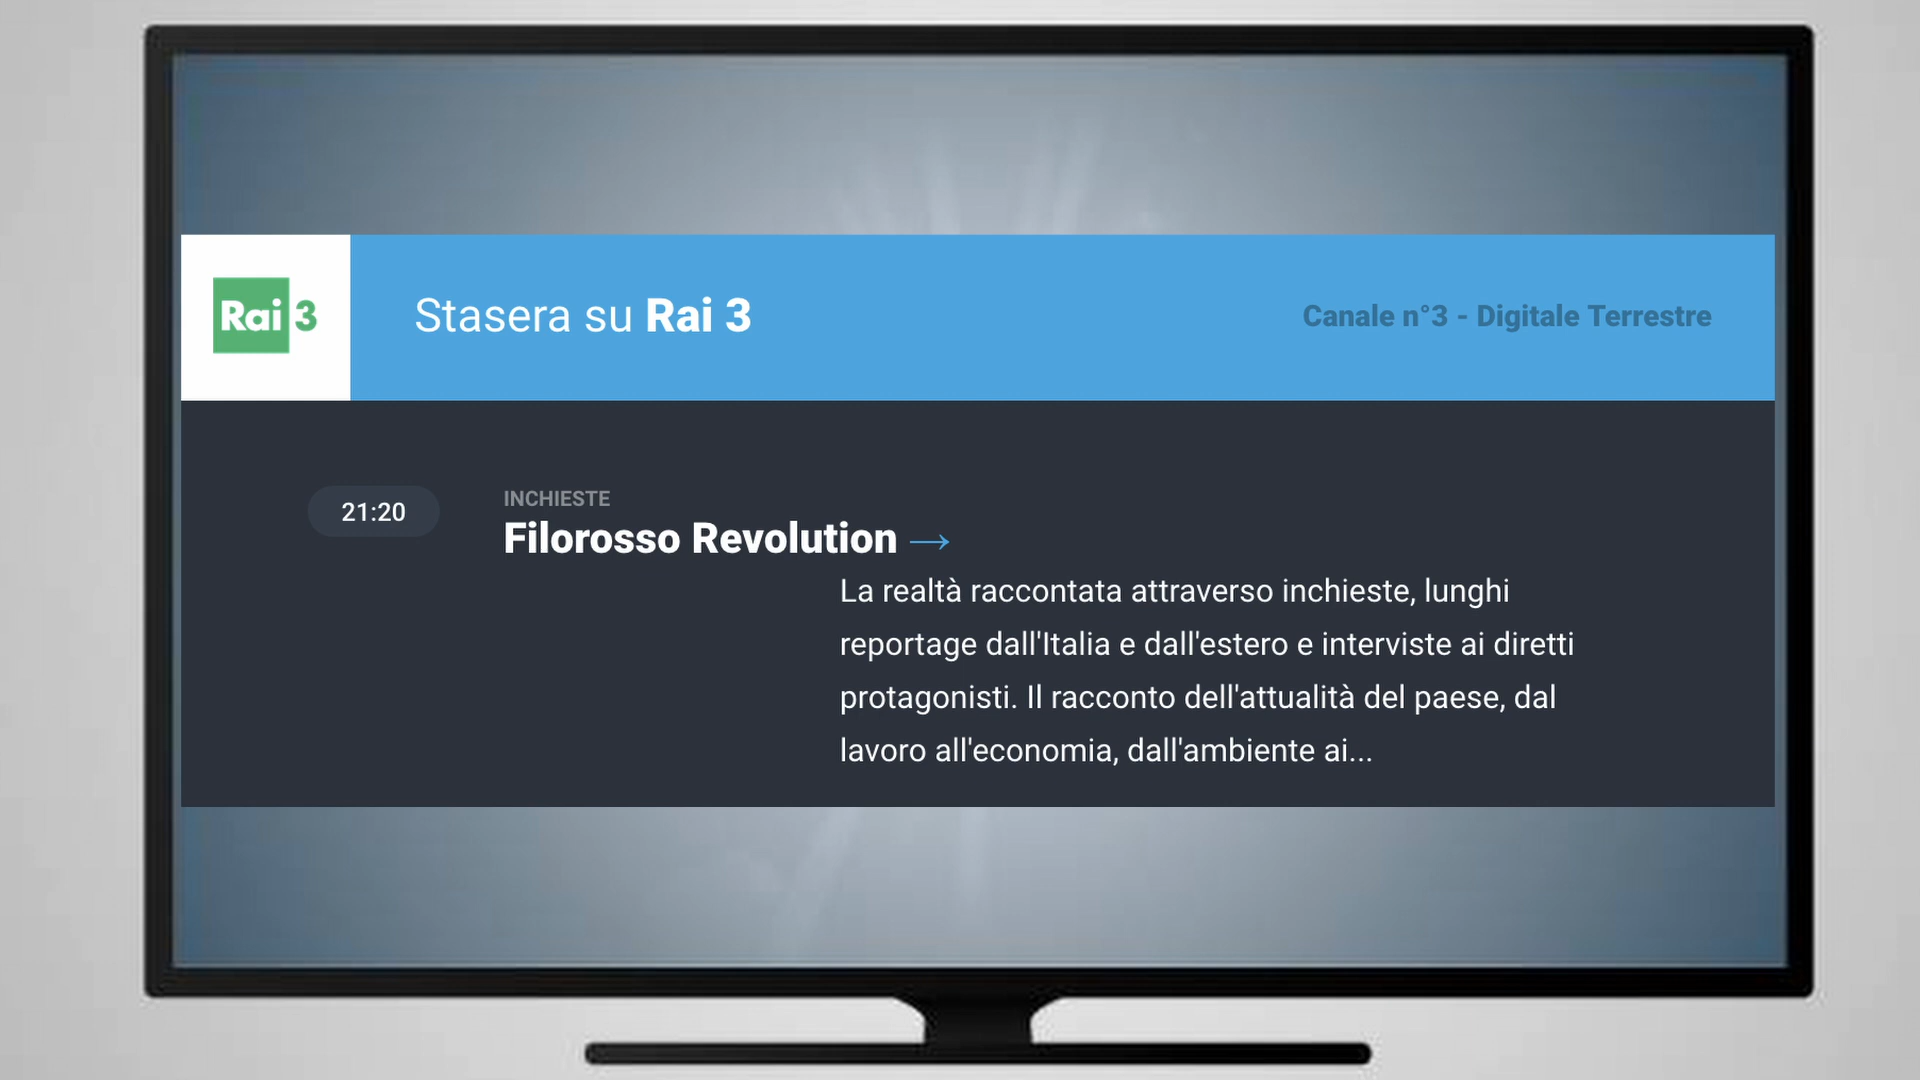 Rai 3
Stasera su Rai 3
Canale n°3 - Digitale Terrestre
21:20
INCHIESTE
Filorosso Revolution →
La realtà raccontata attraverso inchieste, lunghi
reportage dall'Italia e dall'estero e interviste ai diretti
protagonisti. Il racconto dell'attualità del paese, dal
lavoro all'economia, dall'ambiente ai...